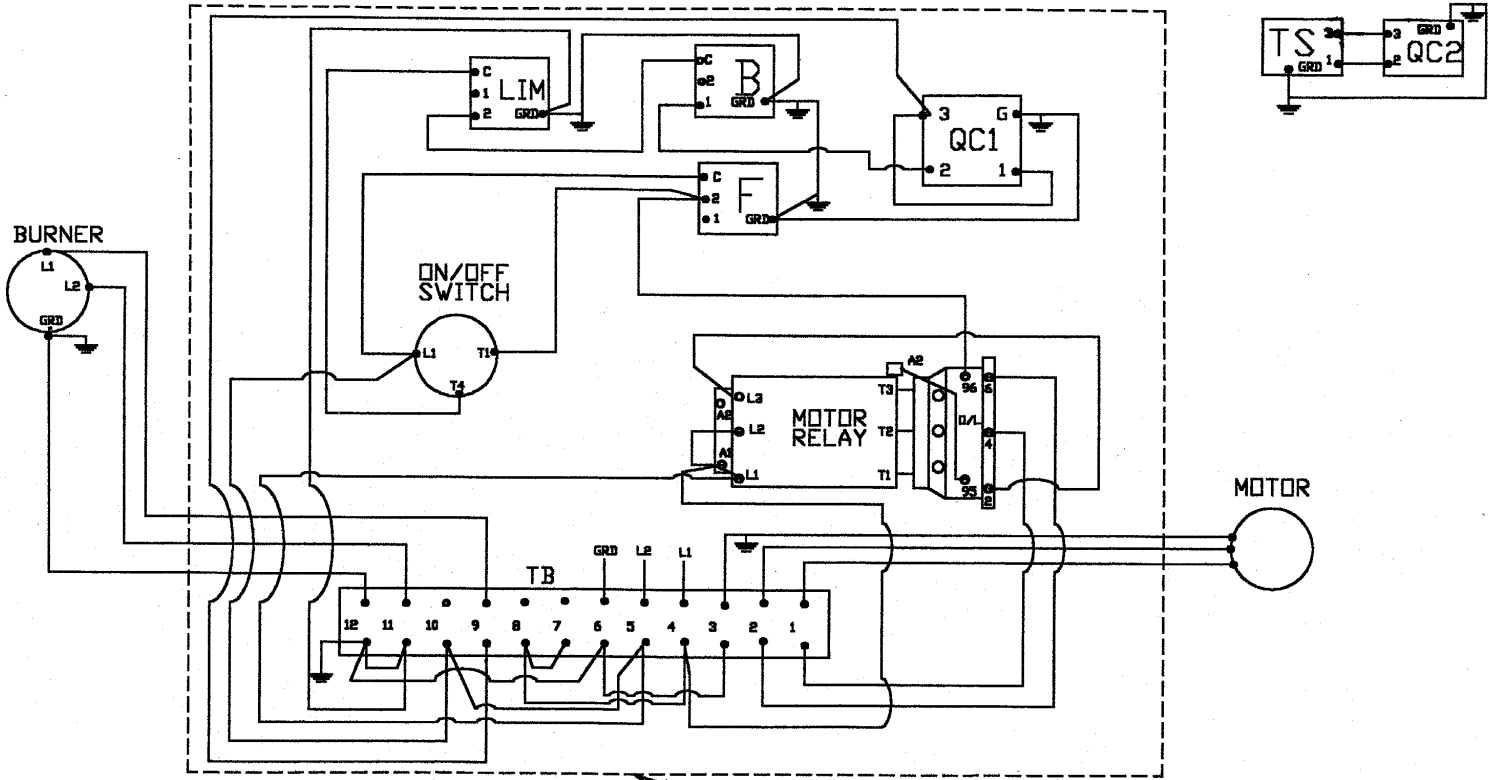 TS
3
1
GRD
3
GRD
2
QC2
C
1
2
LIM
GRD
C
2
1
B
GRD
3
G
QC1
2
1
C
2
1
F
GRD
BURNER
L1
L2
GRD
ON/OFF
SWITCH
L1
T1
T4
A2
T3
96
6
L3
A2
MOTOR
RELAY
O/L
L2
T2
4
A1
L1
T1
95
2
MOTOR
GRD
L2
L1
TB
12
11
10
9
8
7
6
5
4
3
2
1